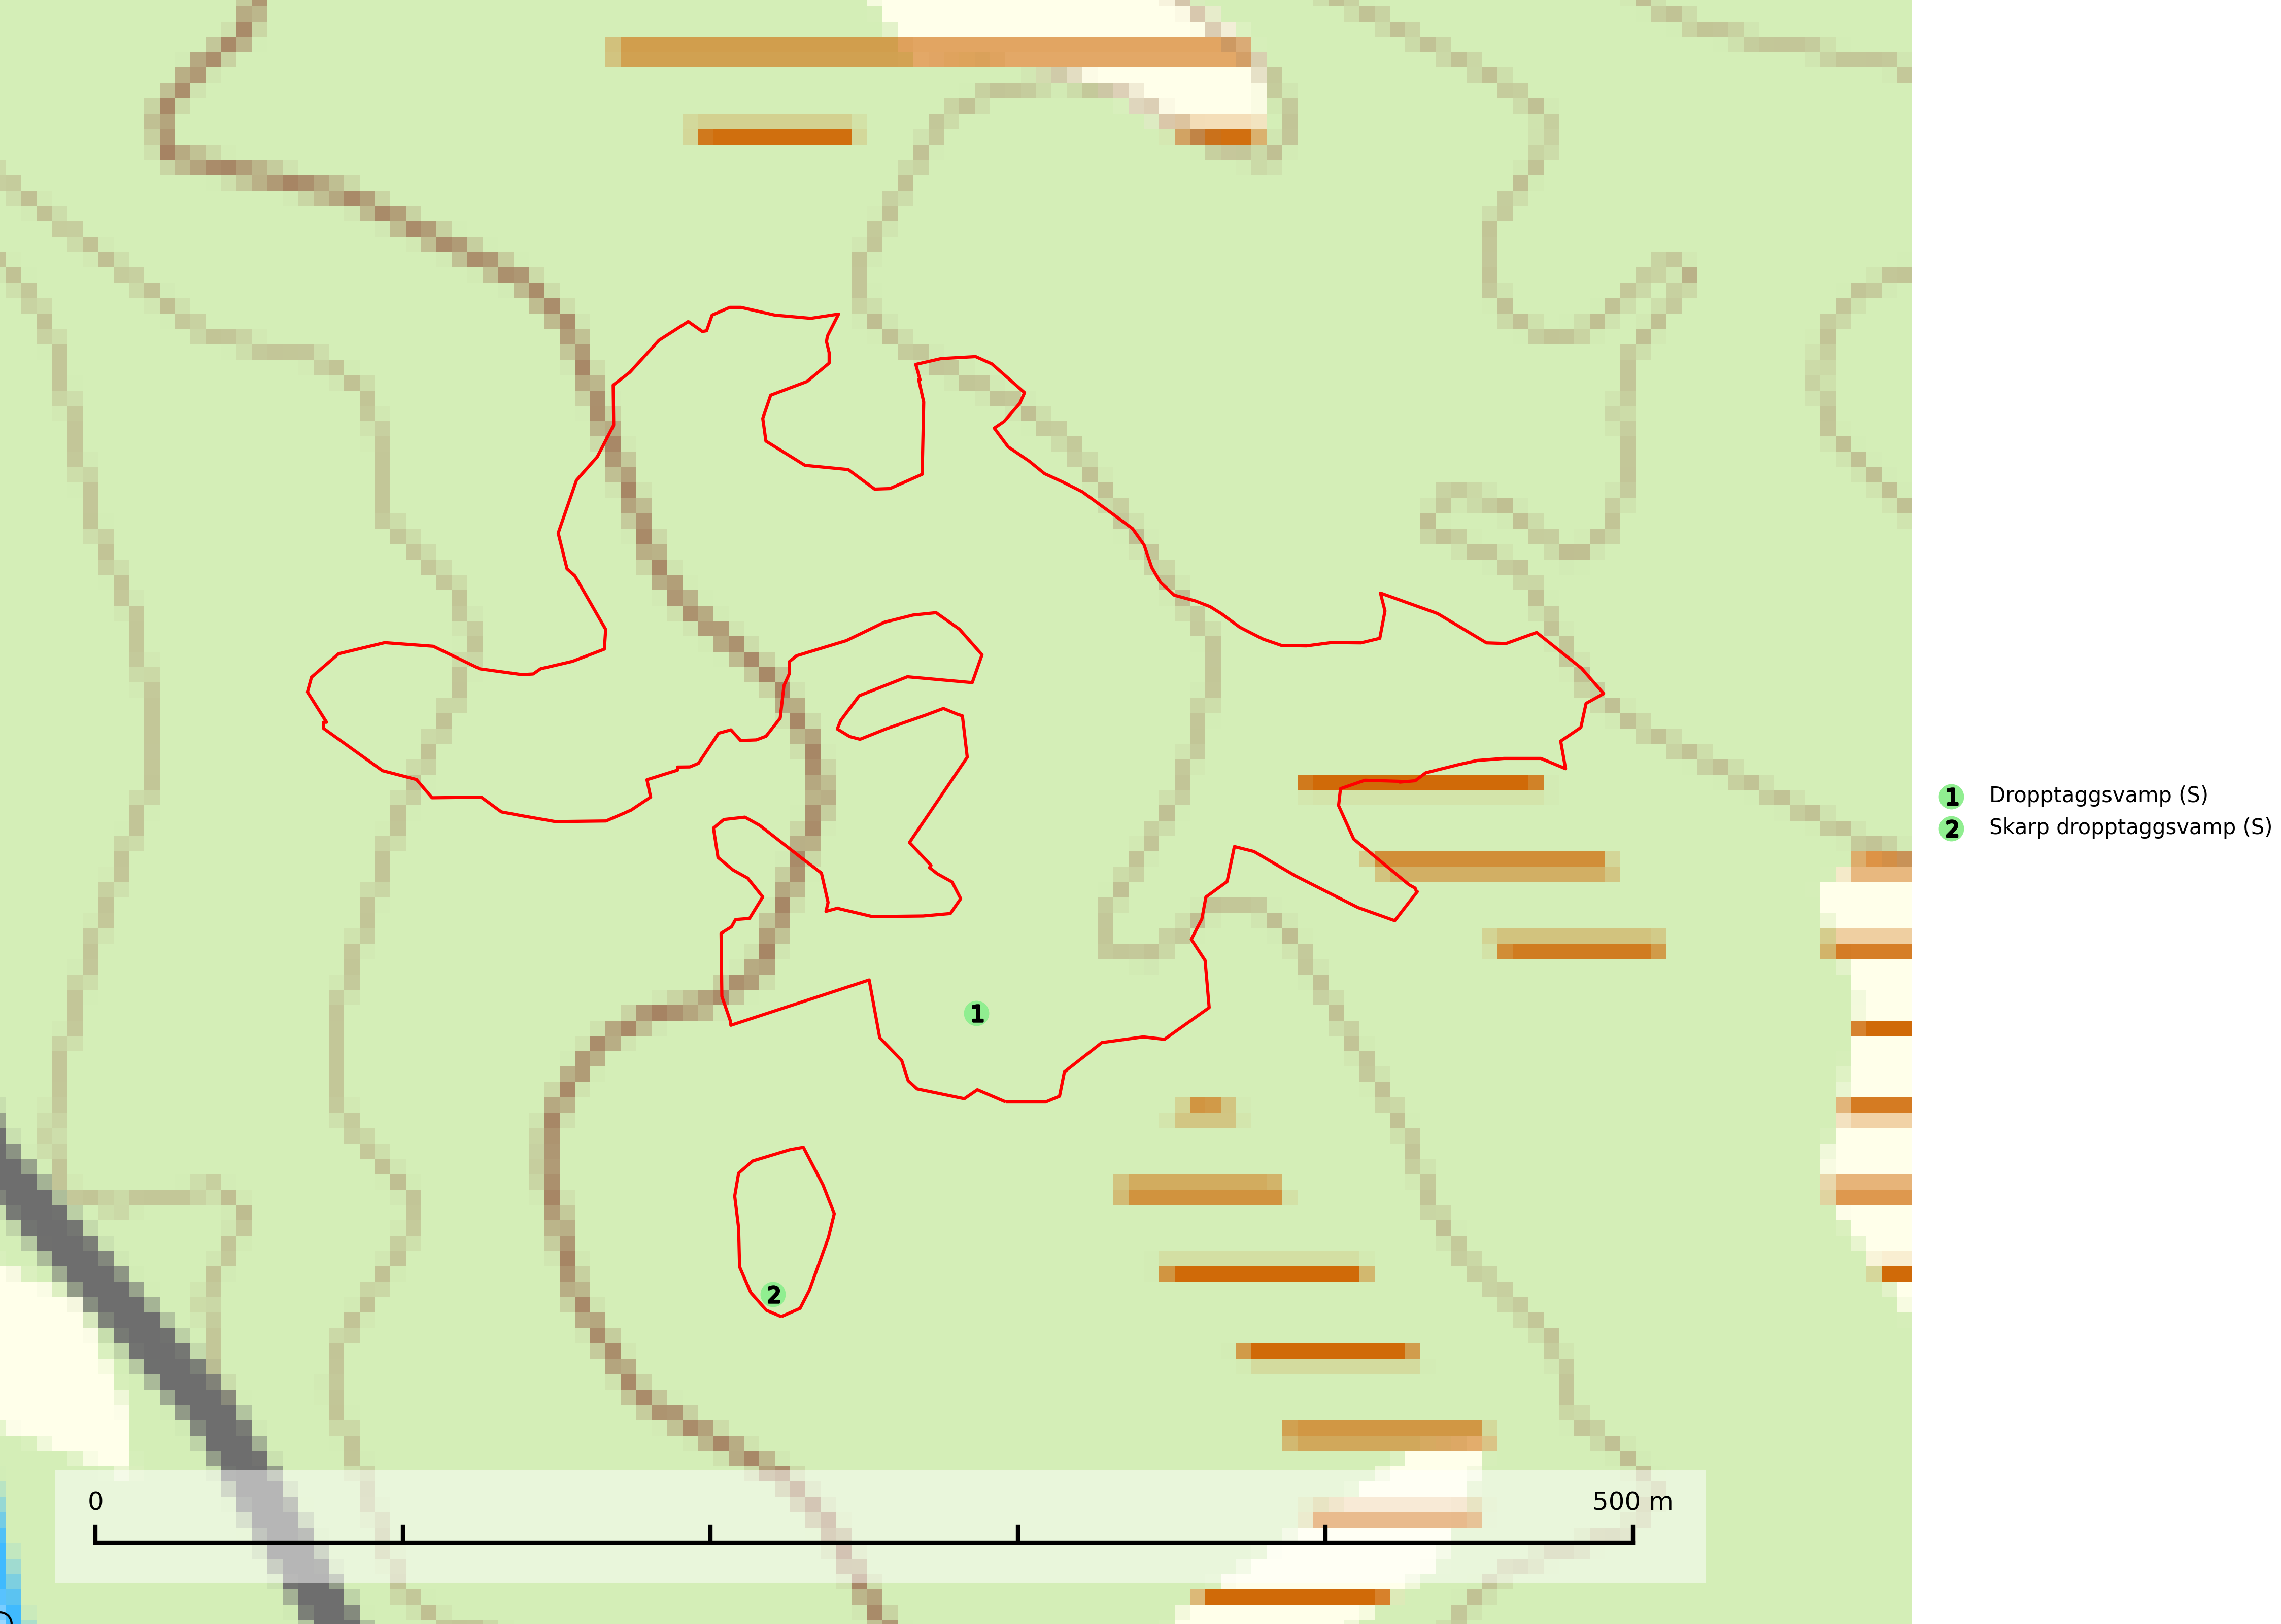 1 Dropptaggsvamp (S)
2 Skarp dropptaggsvamp (S)
1
2
0 500 m